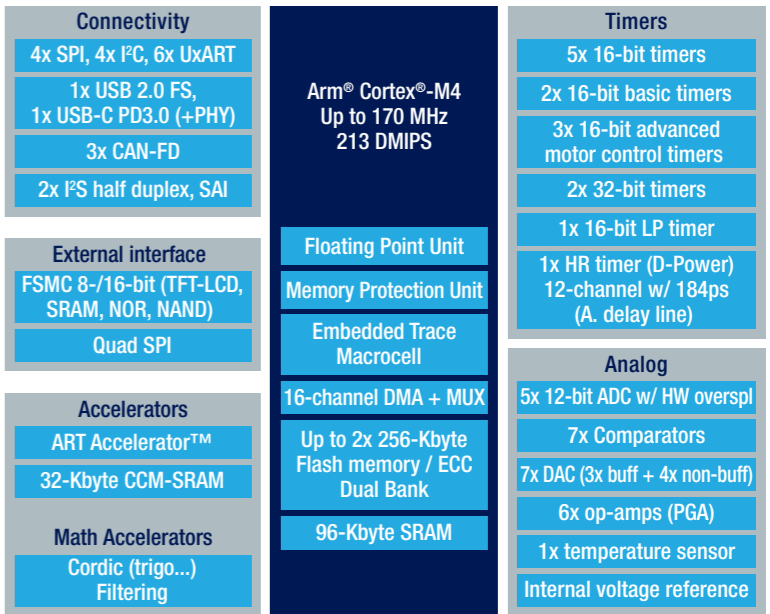 Connectivity
4x SPI, 4x I²C, 6x UxART
1x USB 2.0 FS,
1x USB-C PD3.0 (+PHY)
3x CAN-FD
2x I²S half duplex, SAI
External interface
FSMC 8-/16-bit (TFT-LCD,
SRAM, NOR, NAND)
Quad SPI
Accelerators
ART Accelerator™
32-Kbyte CCM-SRAM
Math Accelerators
Cordic (trigo...)
Filtering
Arm® Cortex®-M4
Up to 170 MHz
213 DMIPS
Floating Point Unit
Memory Protection Unit
Embedded Trace
Macrocell
16-channel DMA + MUX
Up to 2x 256-Kbyte
Flash memory / ECC
Dual Bank
96-Kbyte SRAM
Timers
5x 16-bit timers
2x 16-bit basic timers
3x 16-bit advanced
motor control timers
2x 32-bit timers
1x 16-bit LP timer
1x HR timer (D-Power)
12-channel w/ 184ps
(A. delay line)
Analog
5x 12-bit ADC w/ HW overspl
7x Comparators
7x DAC (3x buff + 4x non-buff)
6x op-amps (PGA)
1x temperature sensor
Internal voltage reference